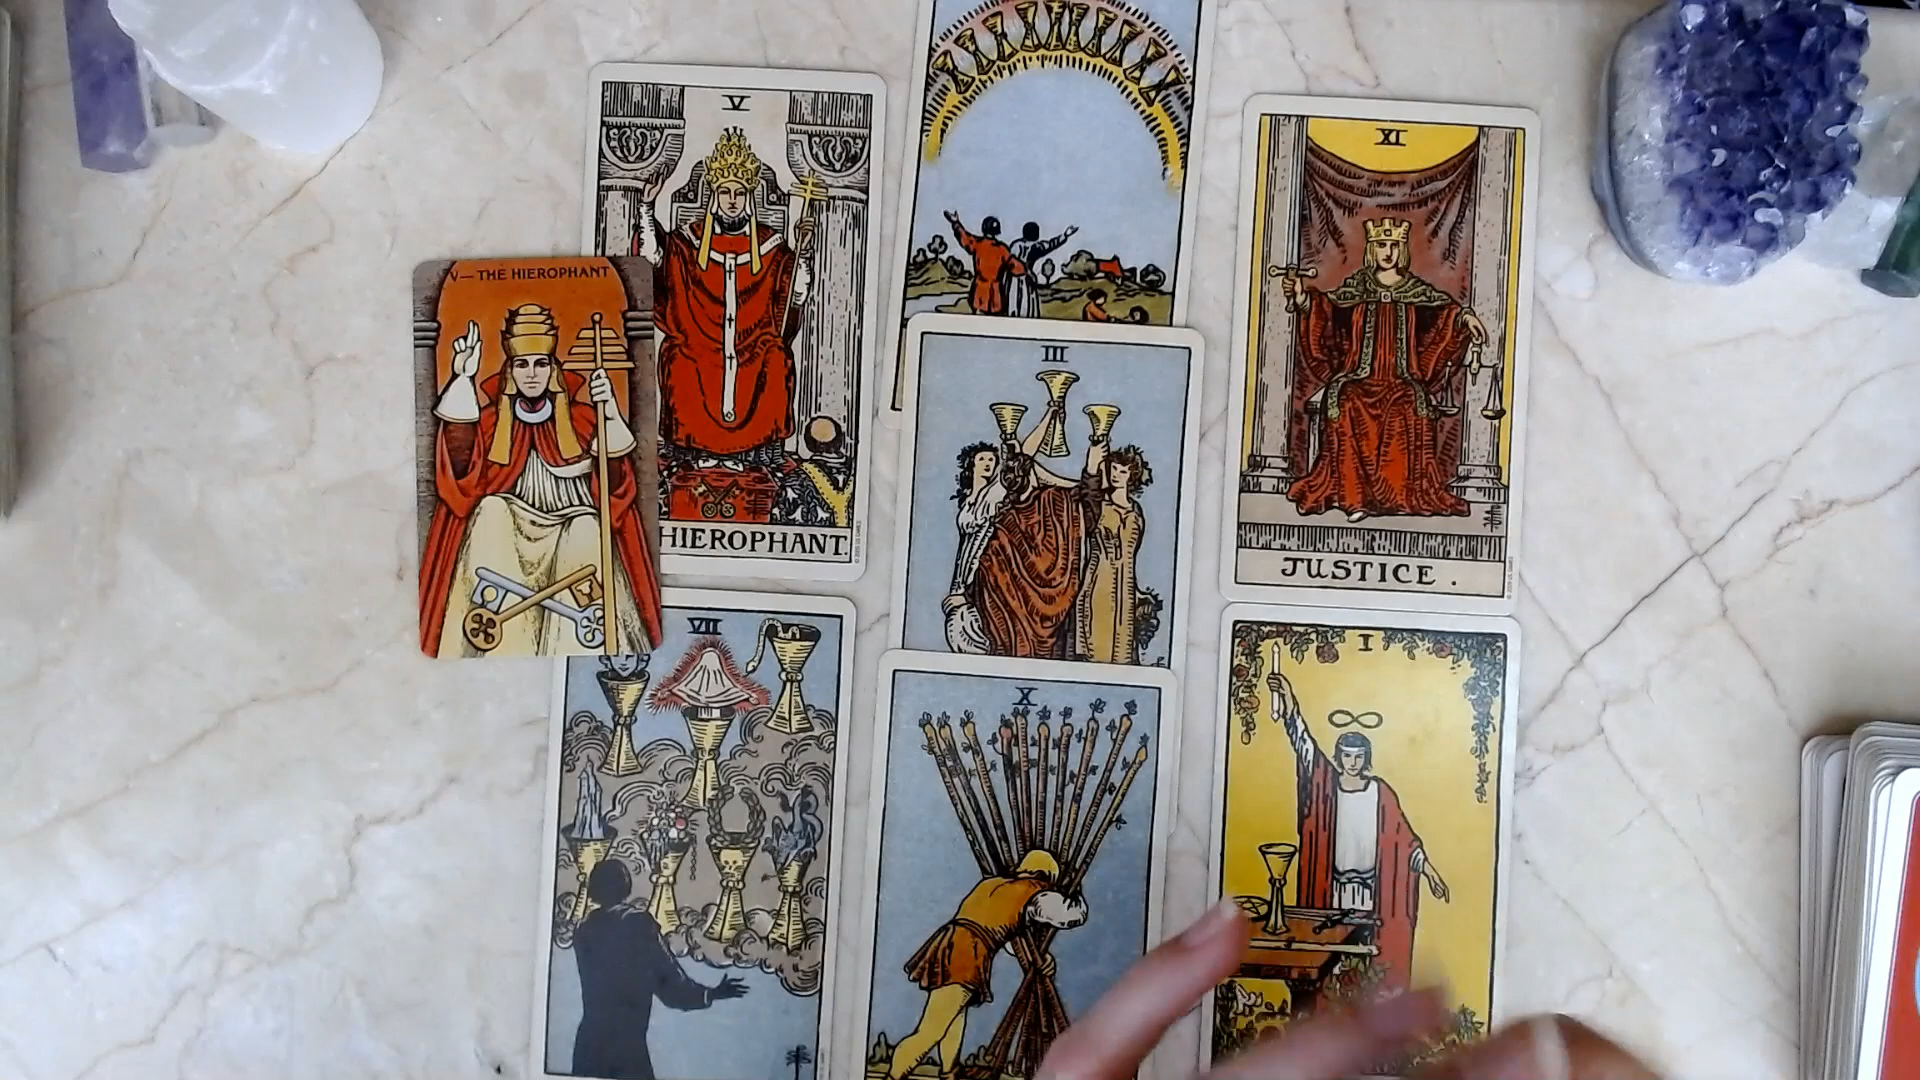 V
XI
V—THE HIEROPHANT
III
HIEROPHANT.
JUSTICE .
VII
I
X